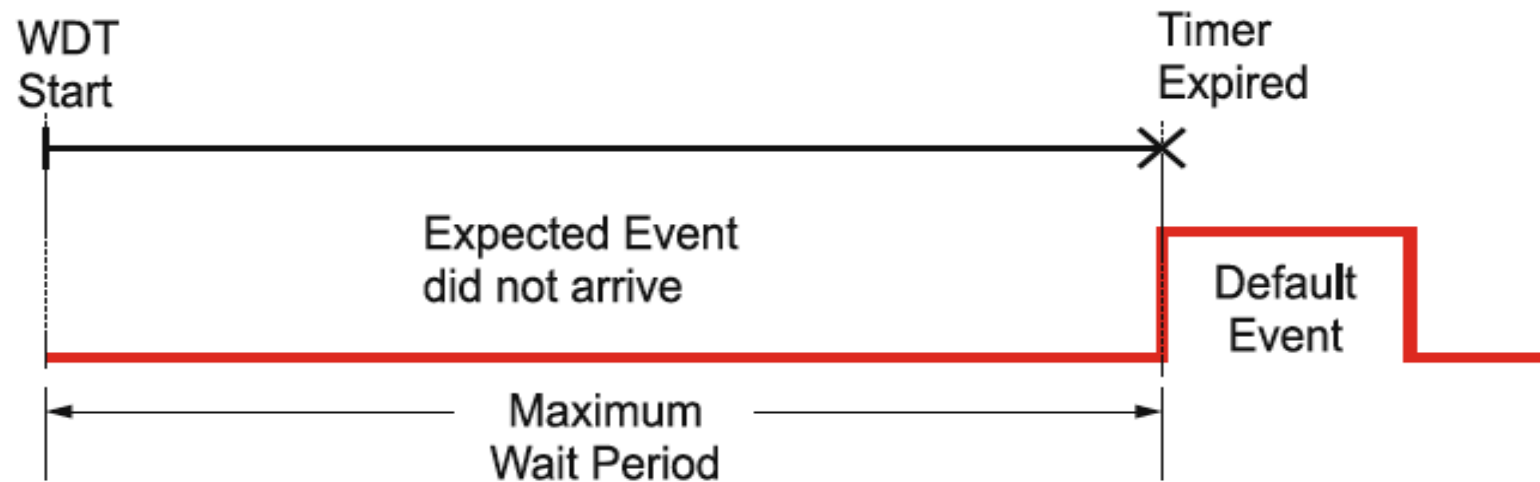 WDT
Start
Timer
Expired
Expected Event
did not arrive
Default
Event
Maximum
Wait Period